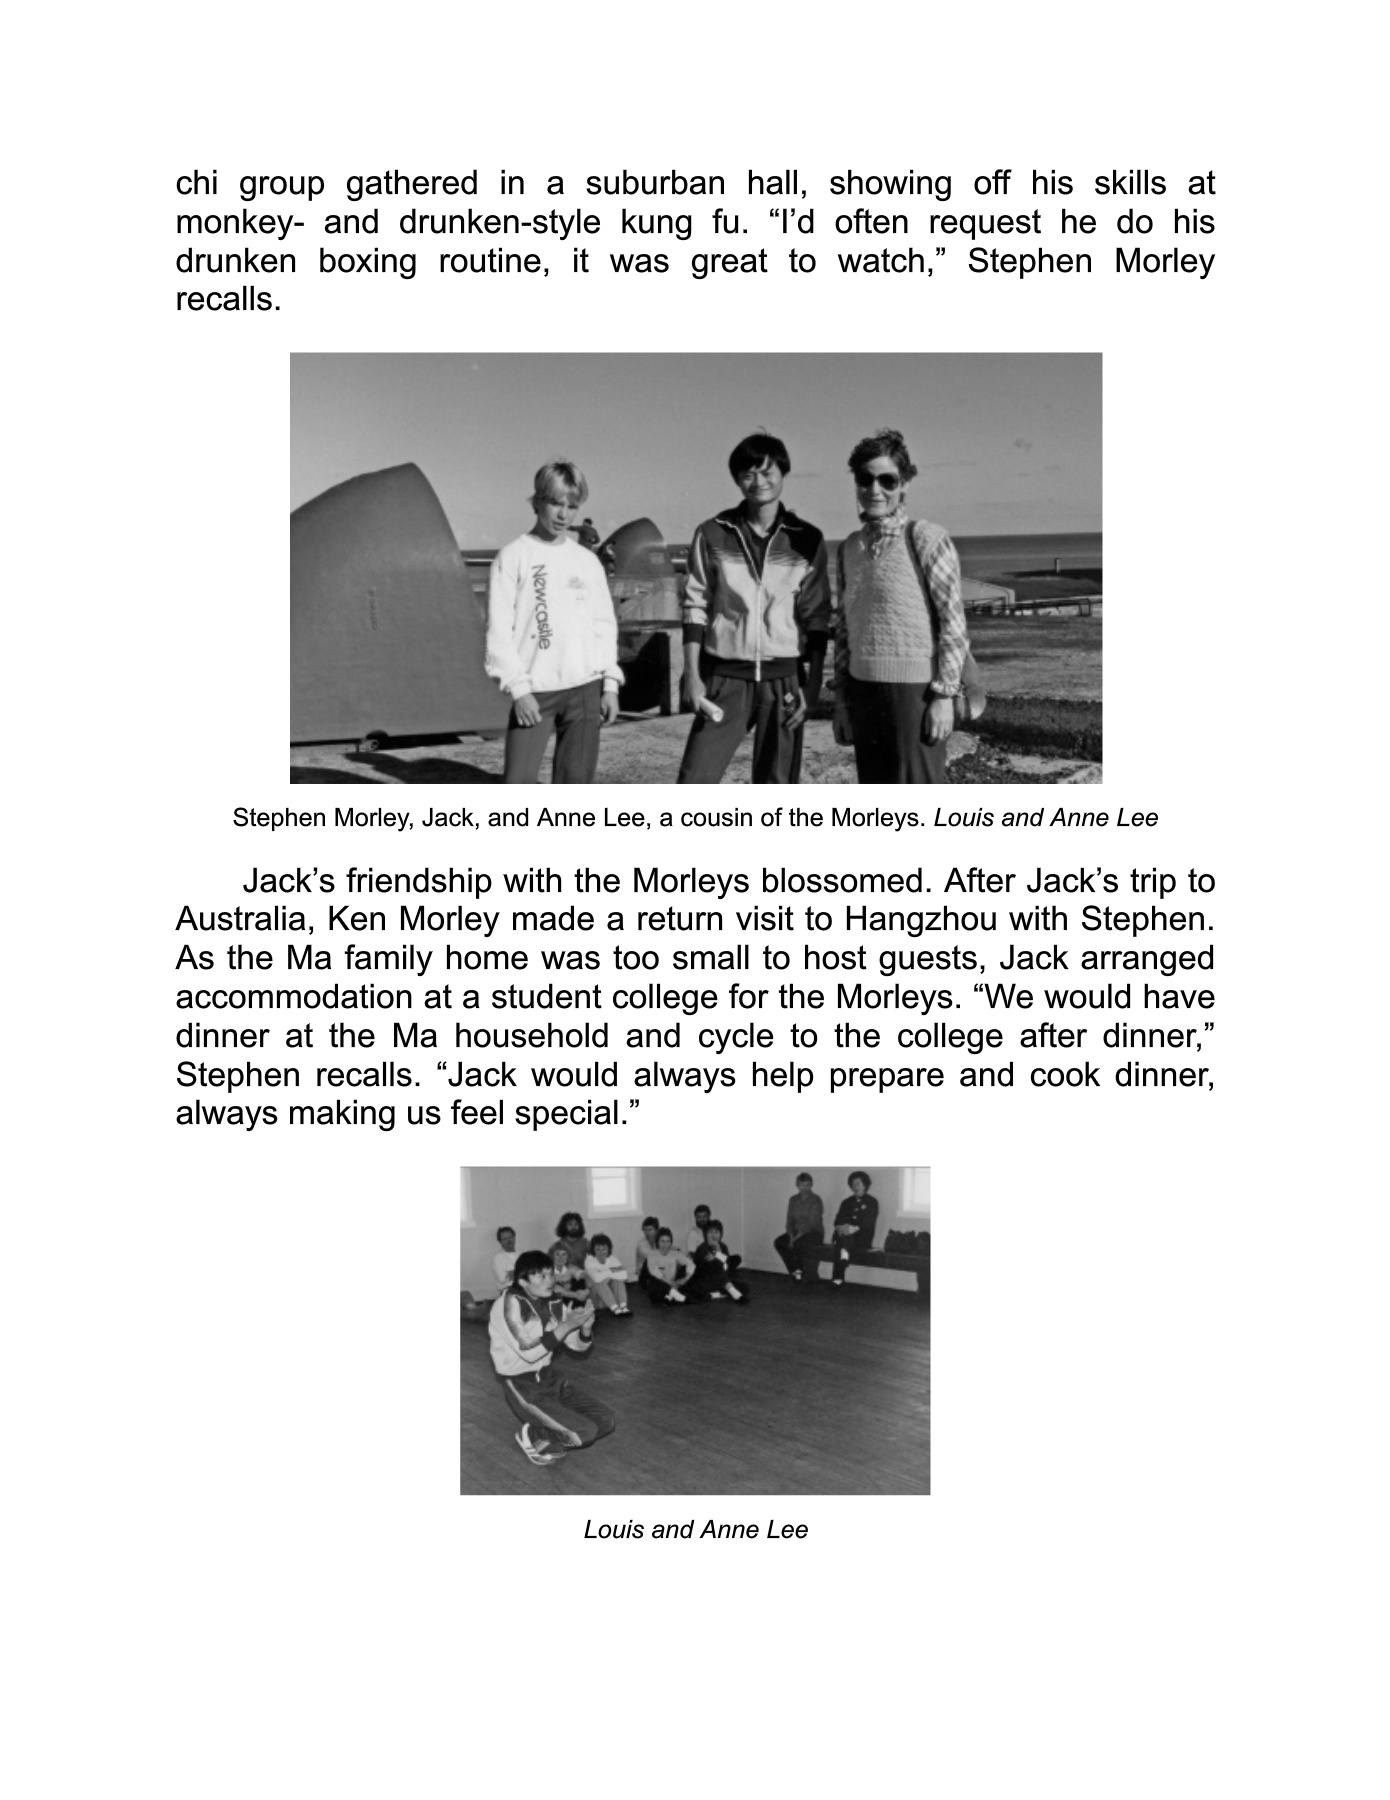 chi group gathered in a suburban hall, showing off his skills at
monkey- and drunken-style kung fu. “I’d often request he do his
drunken boxing routine, it was great to watch,” Stephen Morley
recalls.
Newcastle
Stephen Morley, Jack, and Anne Lee, a cousin of the Morleys. Louis and Anne Lee
Jack’s friendship with the Morleys blossomed. After Jack’s trip to
Australia, Ken Morley made a return visit to Hangzhou with Stephen.
As the Ma family home was too small to host guests, Jack arranged
accommodation at a student college for the Morleys. “We would have
dinner at the Ma household and cycle to the college after dinner,”
Stephen recalls. “Jack would always help prepare and cook dinner,
always making us feel special.”
Louis and Anne Lee